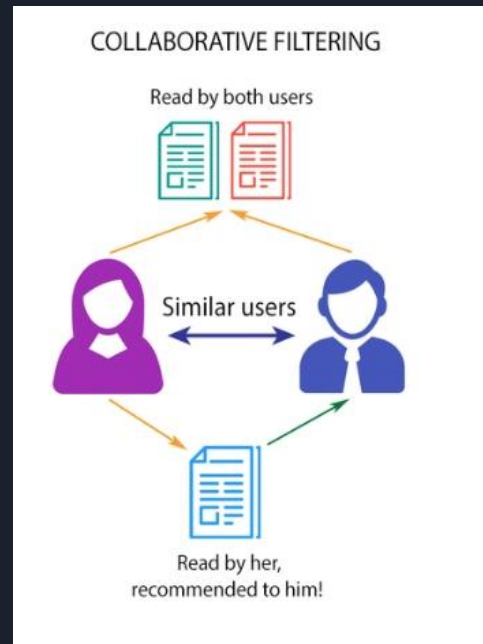 COLLABORATIVE FILTERING
Read by both users
Similar users
Read by her,
recommended to him!